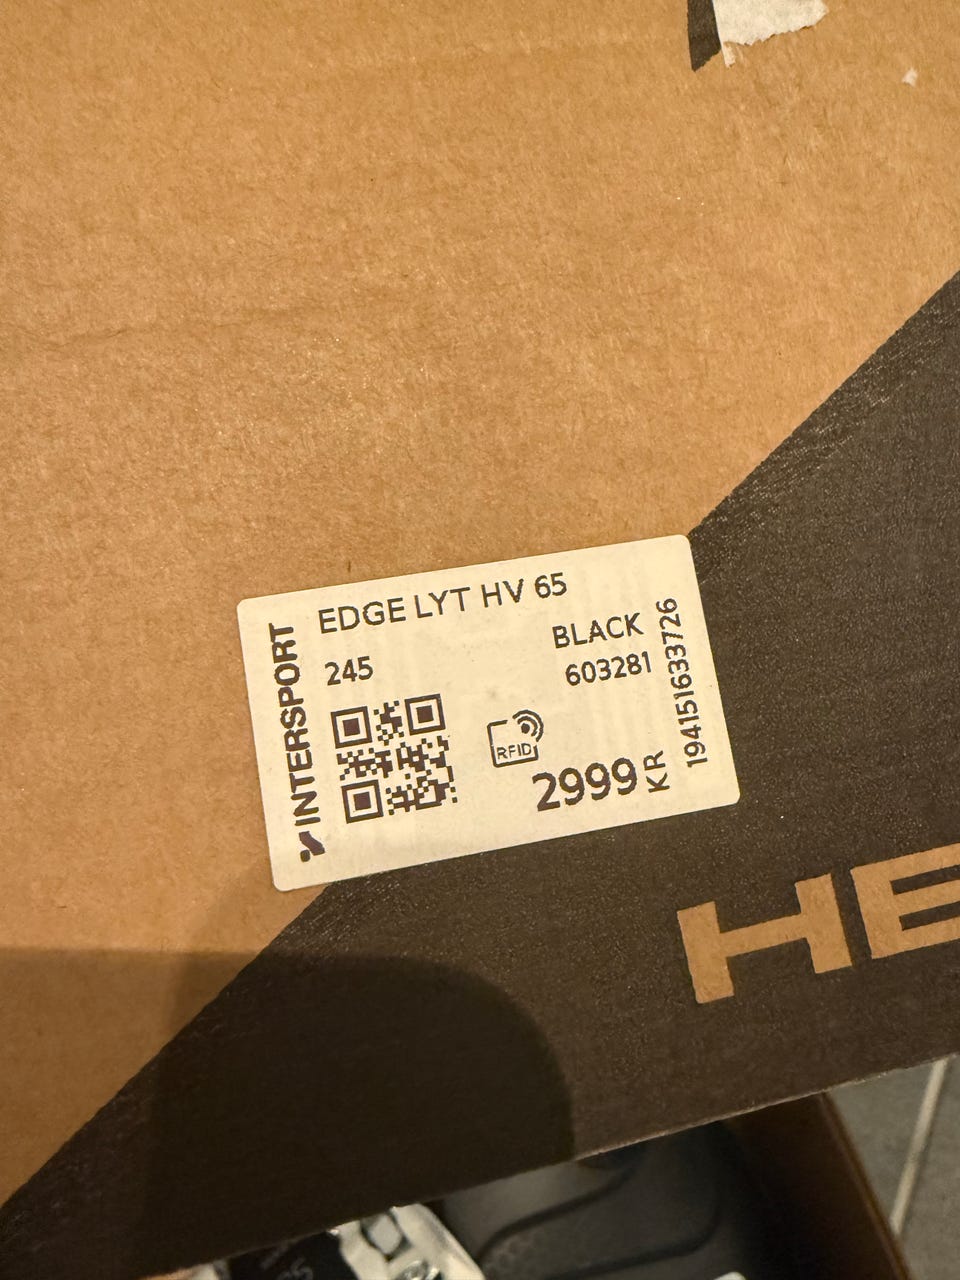 EDGE LYT HV 65
BLACK
245
603281
RFID
2999 KR
194151633726
INTERSPORT
HE